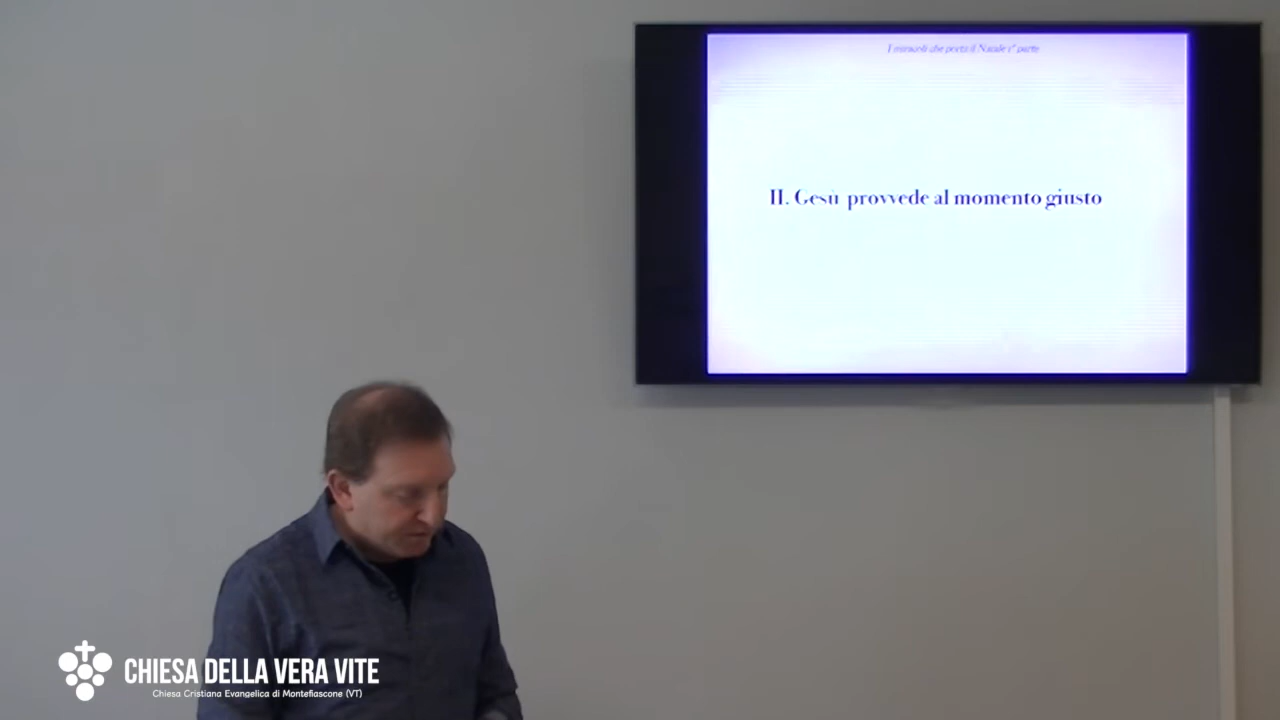 I miracoli che porta il Natale 1° parte
II. Gesù provvede al momento giusto
CHIESA DELLA VERA VITE
Chiesa Cristiana Evangelica di Montefiascone (VT)